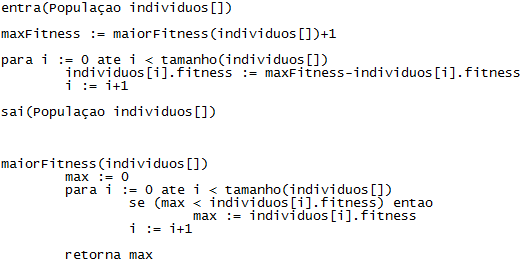 entra(Populaçao individuos[])
maxFitness := maiorFitness(individuos[])+1
para i := 0 ate i < tamanho(individuos[])
individuos[i].fitness := maxFitness-individuos[i].fitness
i := i+1
sai(Populaçao individuos[])
maiorFitness(individuos[])
max := 0
para i := 0 ate i < tamanho(individuos[])
se (max < individuos[i].fitness) entao
max := individuos[i].fitness
i := i+1
retorna max